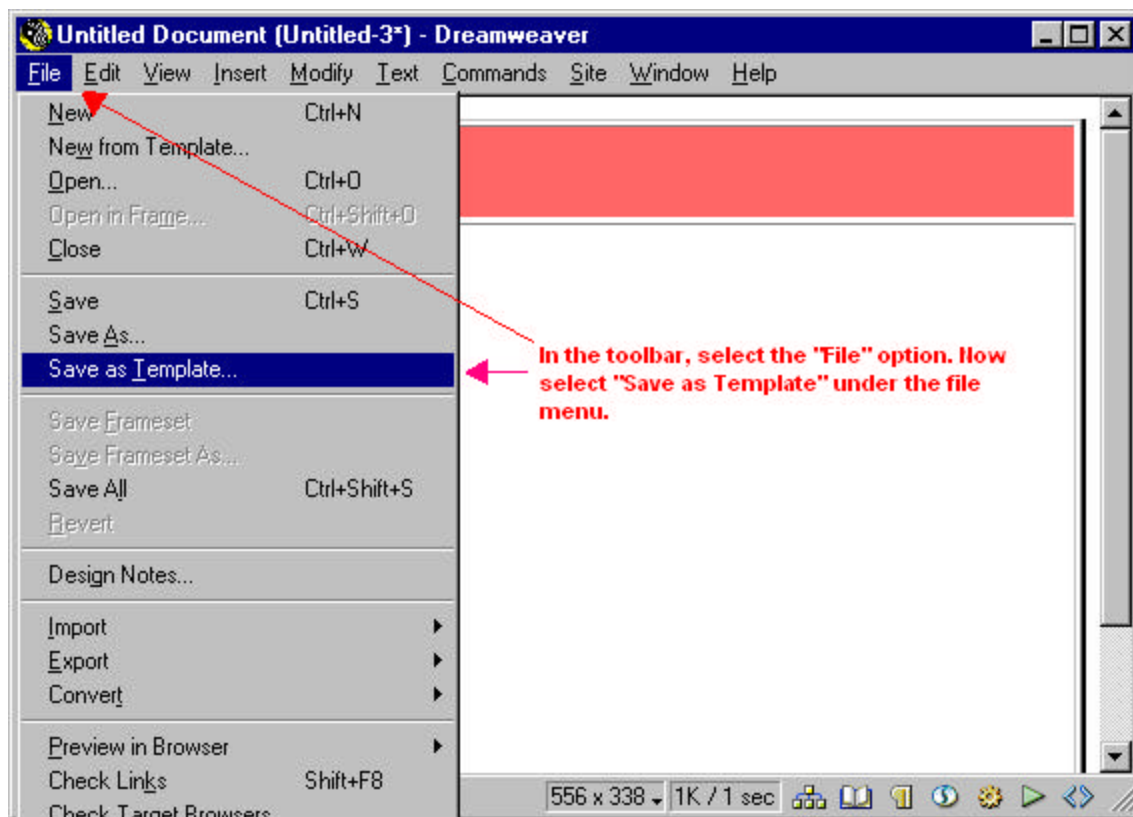 Untitled Document (Untitled-3*) - Dreamweaver
File Edit View Insert Modify Text Commands Site Window Help
New Ctrl+N
New from Template...
Open... Ctrl+O
Open in Frame... Ctrl+Shift+O
Close Ctrl+W
Save Ctrl+S
Save As...
Save as Template...
Save Frameset
Save Frameset As...
Save All Ctrl+Shift+S
Revert
Design Notes...
Import
Export
Convert
Preview in Browser
Check Links Shift+F8
Check Target Browsers
In the toolbar, select the "File" option. Now
select "Save as Template" under the file
menu.
556 x 338 1K / 1 sec